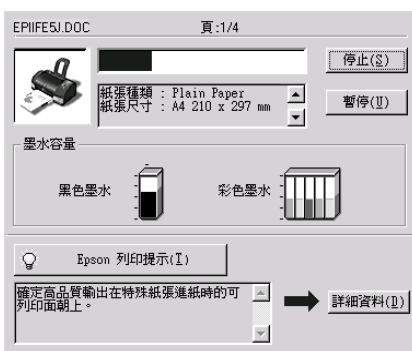 EPIIFE5J.DOC 頁:1/4
停止(S)
紙張種類 : Plain Paper
紙張尺寸 : A4 210 x 297 mm
暫停(U)
墨水容量
黑色墨水 彩色墨水
Epson 列印提示(T)
確定高品質輸出在特殊紙張進紙時的可
列印面朝上。
詳細資料(D)